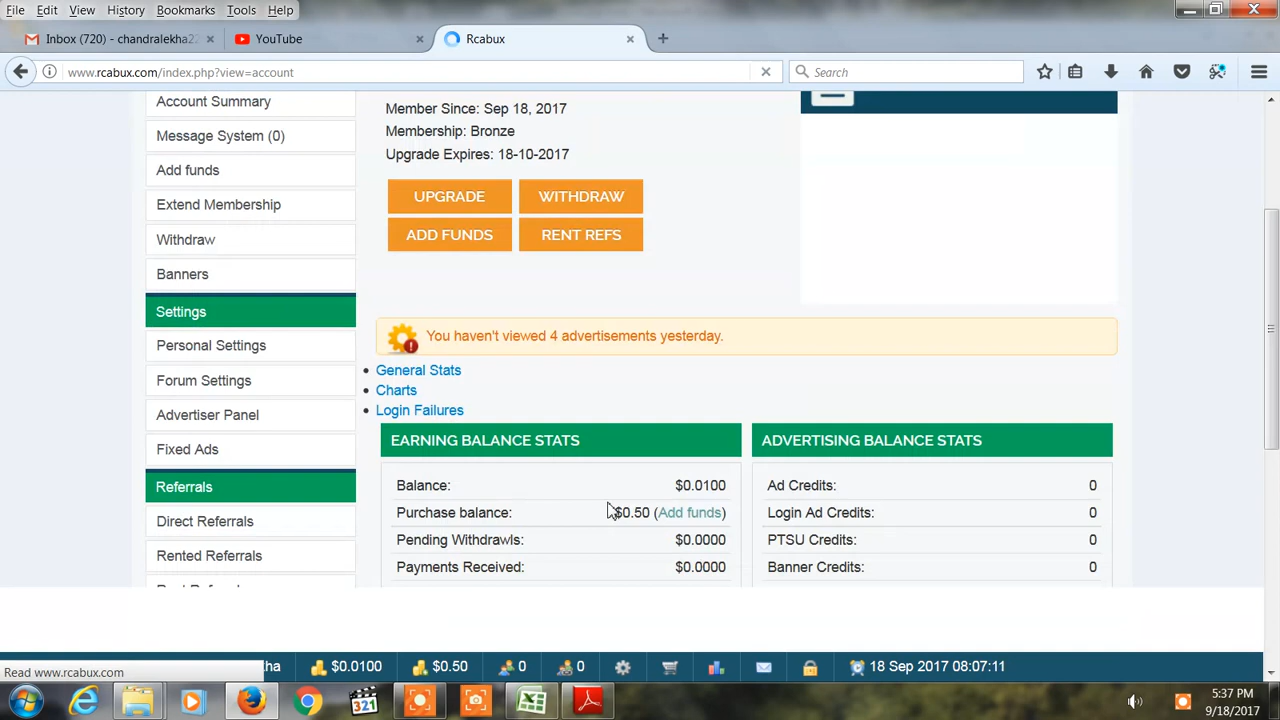 File Edit View History Bookmarks Tools Help
Inbox (720) - chandralekha22
YouTube
Rcabux
www.rcabux.com/index.php?view=account
Search
Account Summary
Message System (0)
Add funds
Extend Membership
Withdraw
Banners
Settings
Personal Settings
Forum Settings
Advertiser Panel
Fixed Ads
Referrals
Direct Referrals
Rented Referrals
Member Since: Sep 18, 2017
Membership: Bronze
Upgrade Expires: 18-10-2017
UPGRADE WITHDRAW
ADD FUNDS RENT REFS
You haven't viewed 4 advertisements yesterday.
General Stats
Charts
Login Failures
EARNING BALANCE STATS
Balance: $0.0100
Purchase balance: $0.50 (Add funds)
Pending Withdrawls: $0.0000
Payments Received: $0.0000
ADVERTISING BALANCE STATS
Ad Credits: 0
Login Ad Credits: 0
PTSU Credits: 0
Banner Credits: 0
Read www.rcabux.com
kha $0.0100 $0.50 0 0 18 Sep 2017 08:07:11
321
5:37 PM
9/18/2017